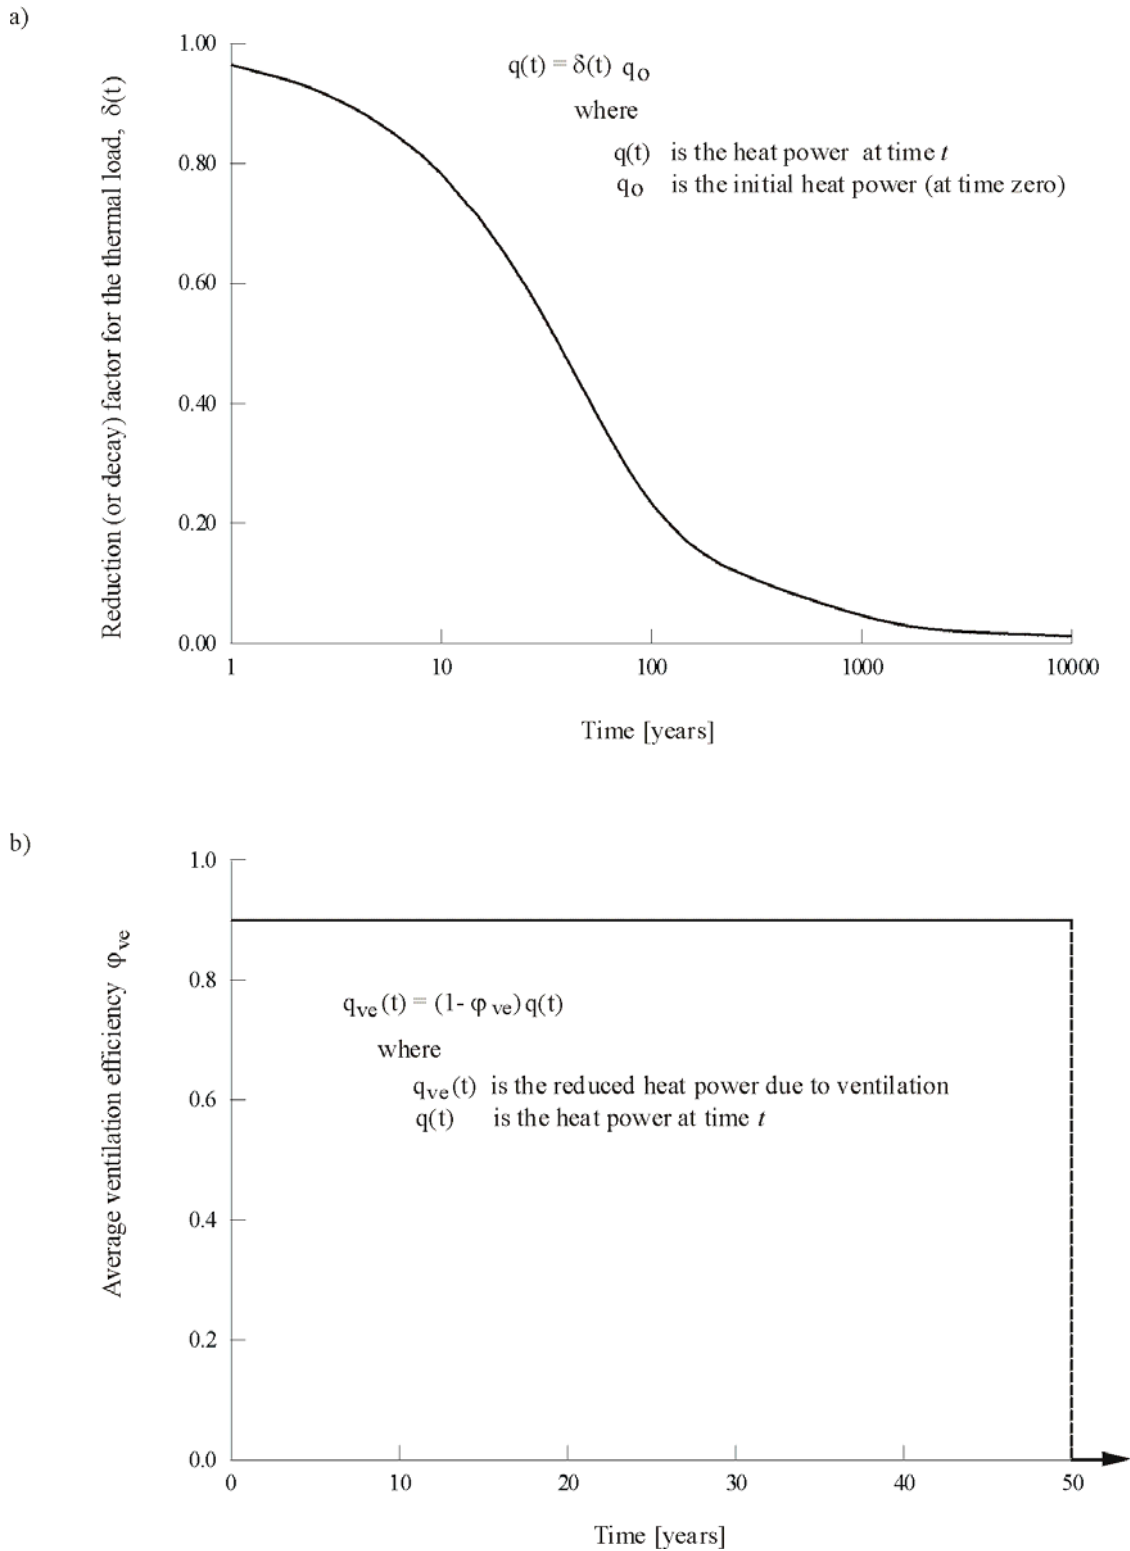 a)
1.00
0.80
0.60
0.40
0.20
0.00
Reduction (or decay) factor for the thermal load, δ(t)
q(t) = δ(t) qo
where
q(t) is the heat power at time t
qo is the initial heat power (at time zero)
1 10 100 1000 10000
Time [years]
b)
1.0
0.8
0.6
0.4
0.2
0.0
Average ventilation efficiency φve
qve(t) = (1- φve) q(t)
where
qve(t) is the reduced heat power due to ventilation
q(t) is the heat power at time t
0 10 20 30 40 50
Time [years]